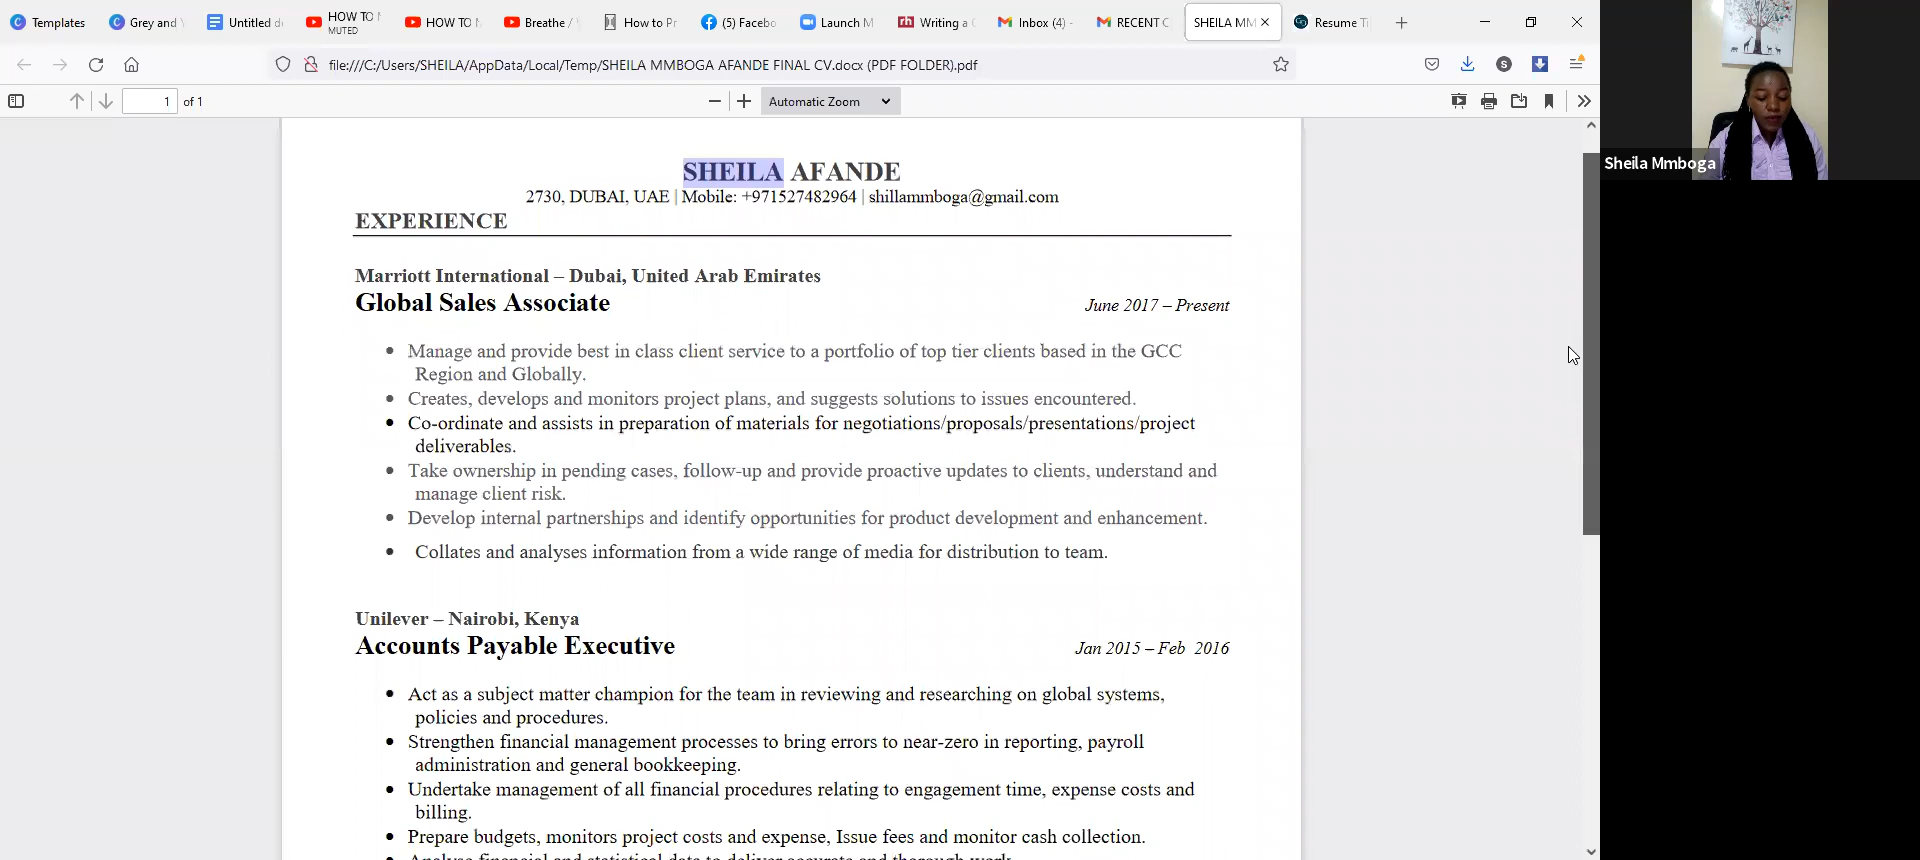 Templates
Grey and
Untitled d
HOW TO
MUTED
HOW TO
Breathe /
How to Pr
(5) Facebo
Launch M
Writing a
Inbox (4) -
RECENT C
SHEILA MM
Resume Ti
file:///C:/Users/SHEILA/AppData/Local/Temp/SHEILA MMBOGA AFANDE FINAL CV.docx (PDF FOLDER).pdf
S
1 of 1
Automatic Zoom
Sheila Mmboga
SHEILA AFANDE
2730, DUBAI, UAE | Mobile: +971527482964 | shillammboga@gmail.com
EXPERIENCE
Marriott International – Dubai, United Arab Emirates
Global Sales Associate June 2017 – Present
• Manage and provide best in class client service to a portfolio of top tier clients based in the GCC
Region and Globally.
• Creates, develops and monitors project plans, and suggests solutions to issues encountered.
• Co-ordinate and assists in preparation of materials for negotiations/proposals/presentations/project
deliverables.
• Take ownership in pending cases, follow-up and provide proactive updates to clients, understand and
manage client risk.
• Develop internal partnerships and identify opportunities for product development and enhancement.
• Collates and analyses information from a wide range of media for distribution to team.
Unilever – Nairobi, Kenya
Accounts Payable Executive Jan 2015 – Feb 2016
• Act as a subject matter champion for the team in reviewing and researching on global systems,
policies and procedures.
• Strengthen financial management processes to bring errors to near-zero in reporting, payroll
administration and general bookkeeping.
• Undertake management of all financial procedures relating to engagement time, expense costs and
billing.
• Prepare budgets, monitors project costs and expense, Issue fees and monitor cash collection.